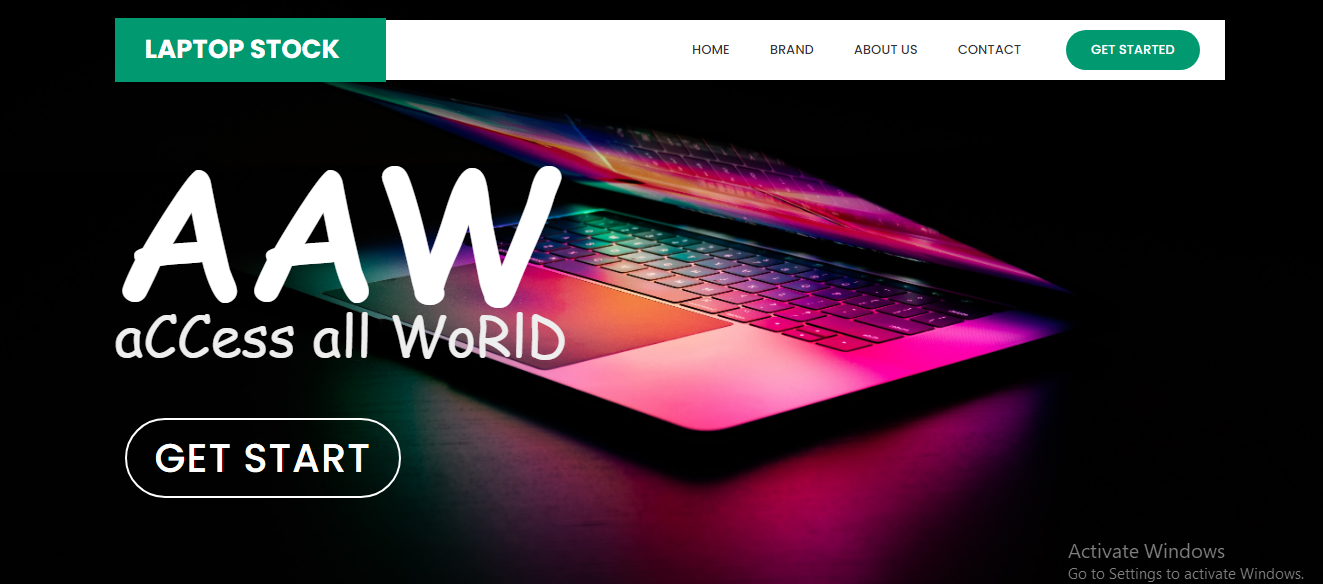 LAPTOP STOCK
HOME BRAND ABOUT US CONTACT GET STARTED
AAW
aCCess all WoRlD
GET START
Activate Windows
Go to Settings to activate Windows.